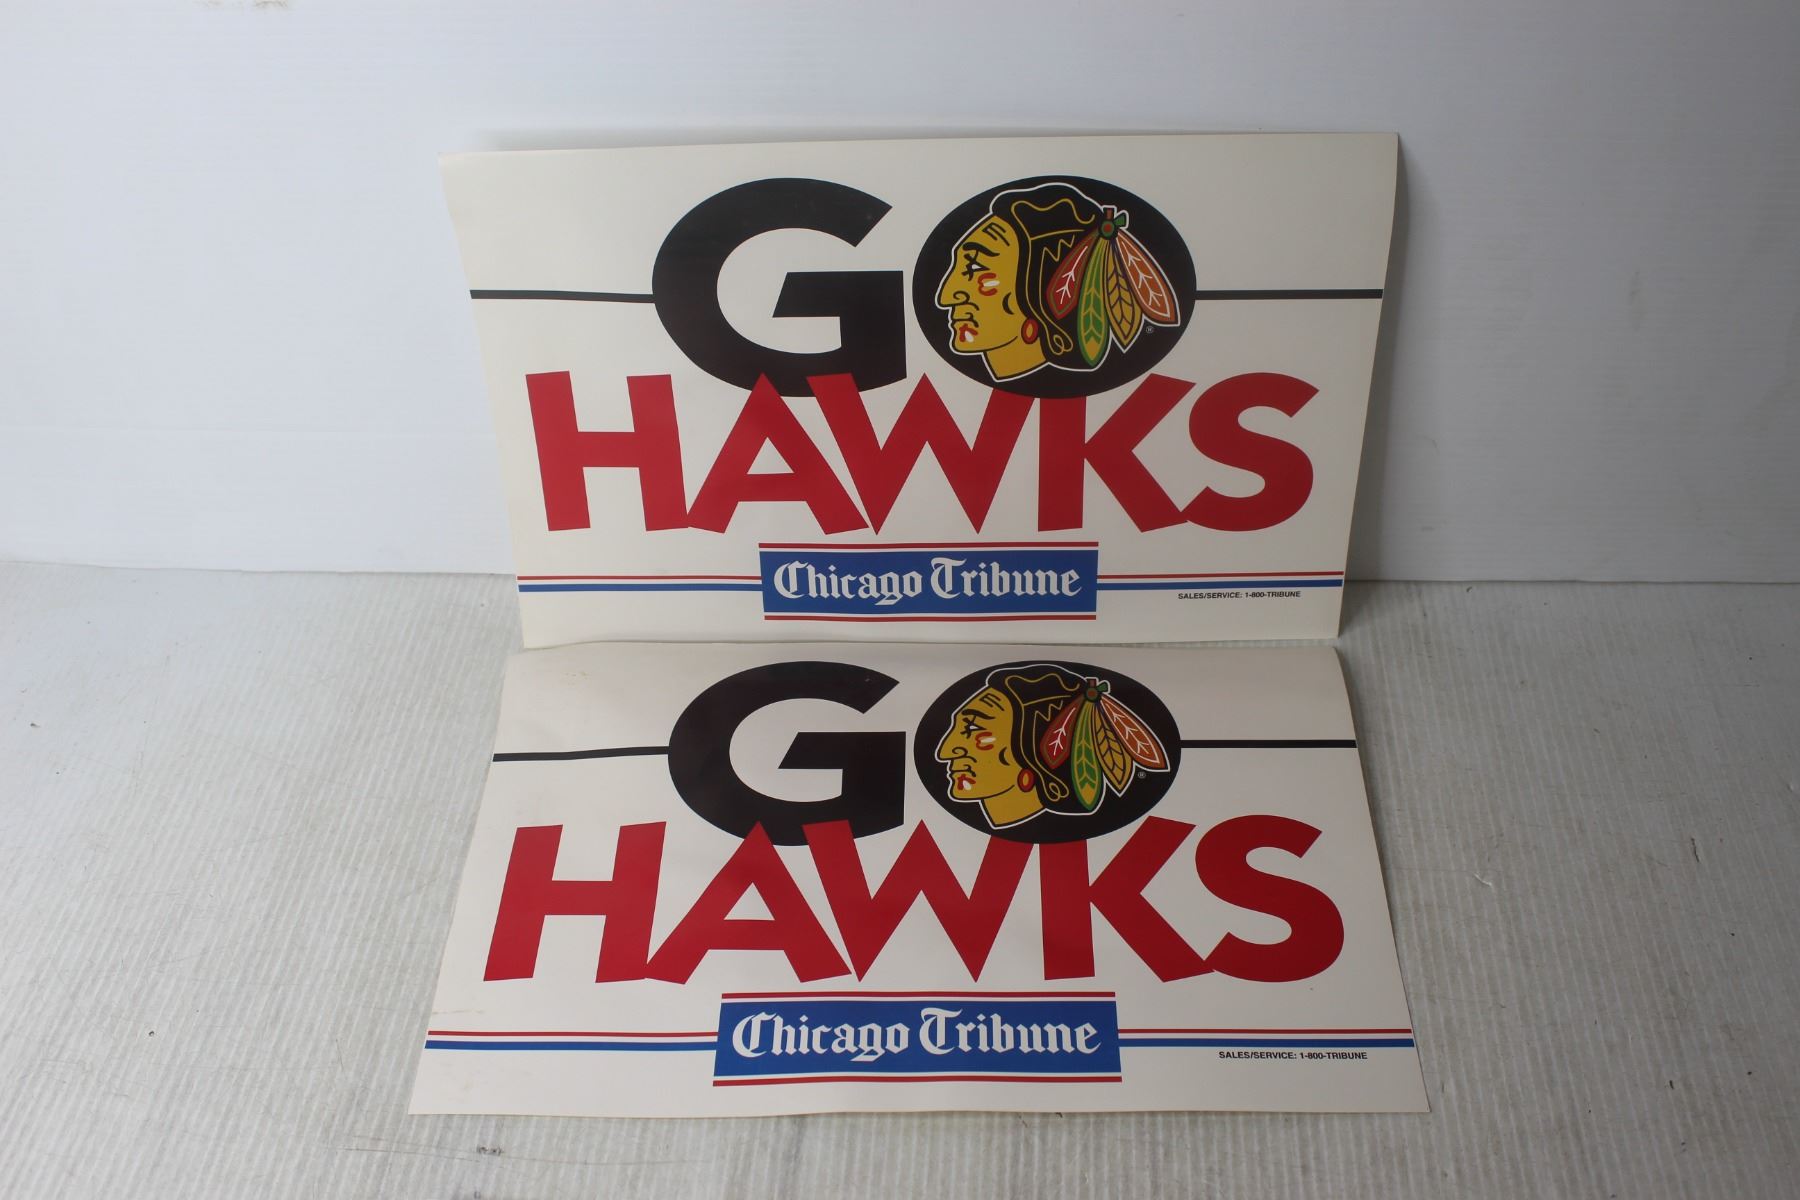 GO
HAWKS
Chicago Tribune
SALES/SERVICE: 1-800-TRIBUNE
GO
HAWKS
Chicago Tribune
SALES/SERVICE: 1-800-TRIBUNE